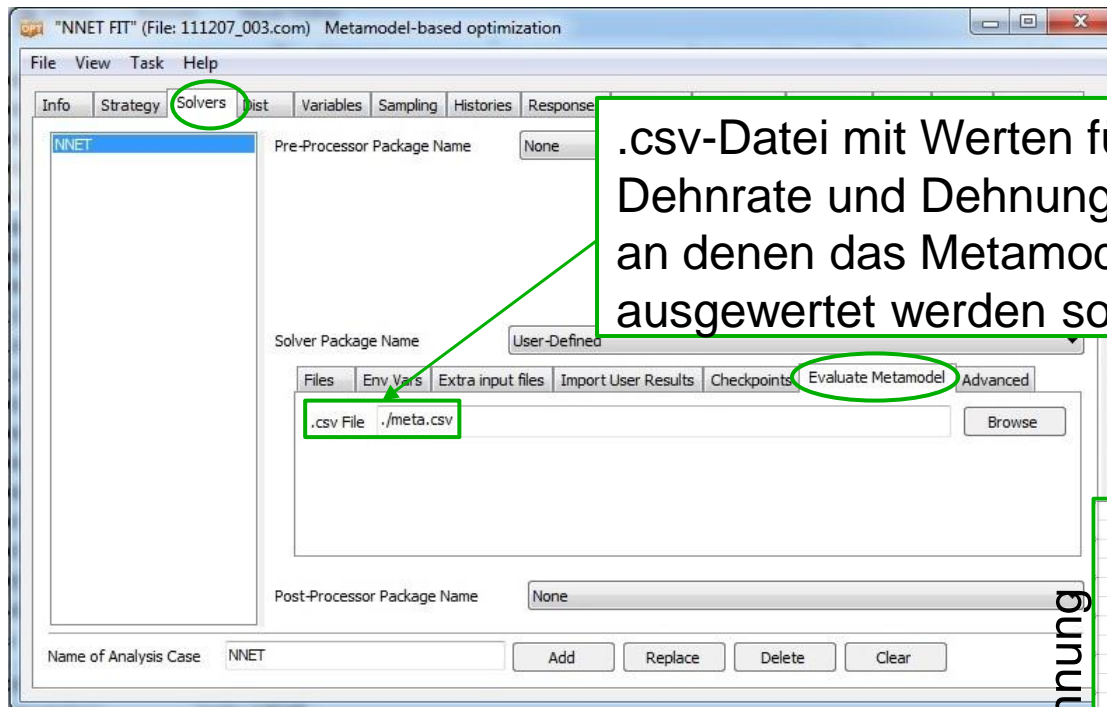 "NNET FIT" (File: 111207_003.com) Metamodel-based optimization
File View Task Help
Info Strategy Solvers Dist Variables Sampling Histories Response
NNET
Pre-Processor Package Name None
.csv-Datei mit Werten
Dehnrate und Dehnung
an denen das
ausgewertet werden
Solver Package Name User-Defined
Files Env Vars Extra input files Import User Results Checkpoints Evaluate Metamodel Advanced
.csv File ./meta.csv Browse
Post-Processor Package Name None
Name of Analysis Case NNET Add Replace Delete Clear